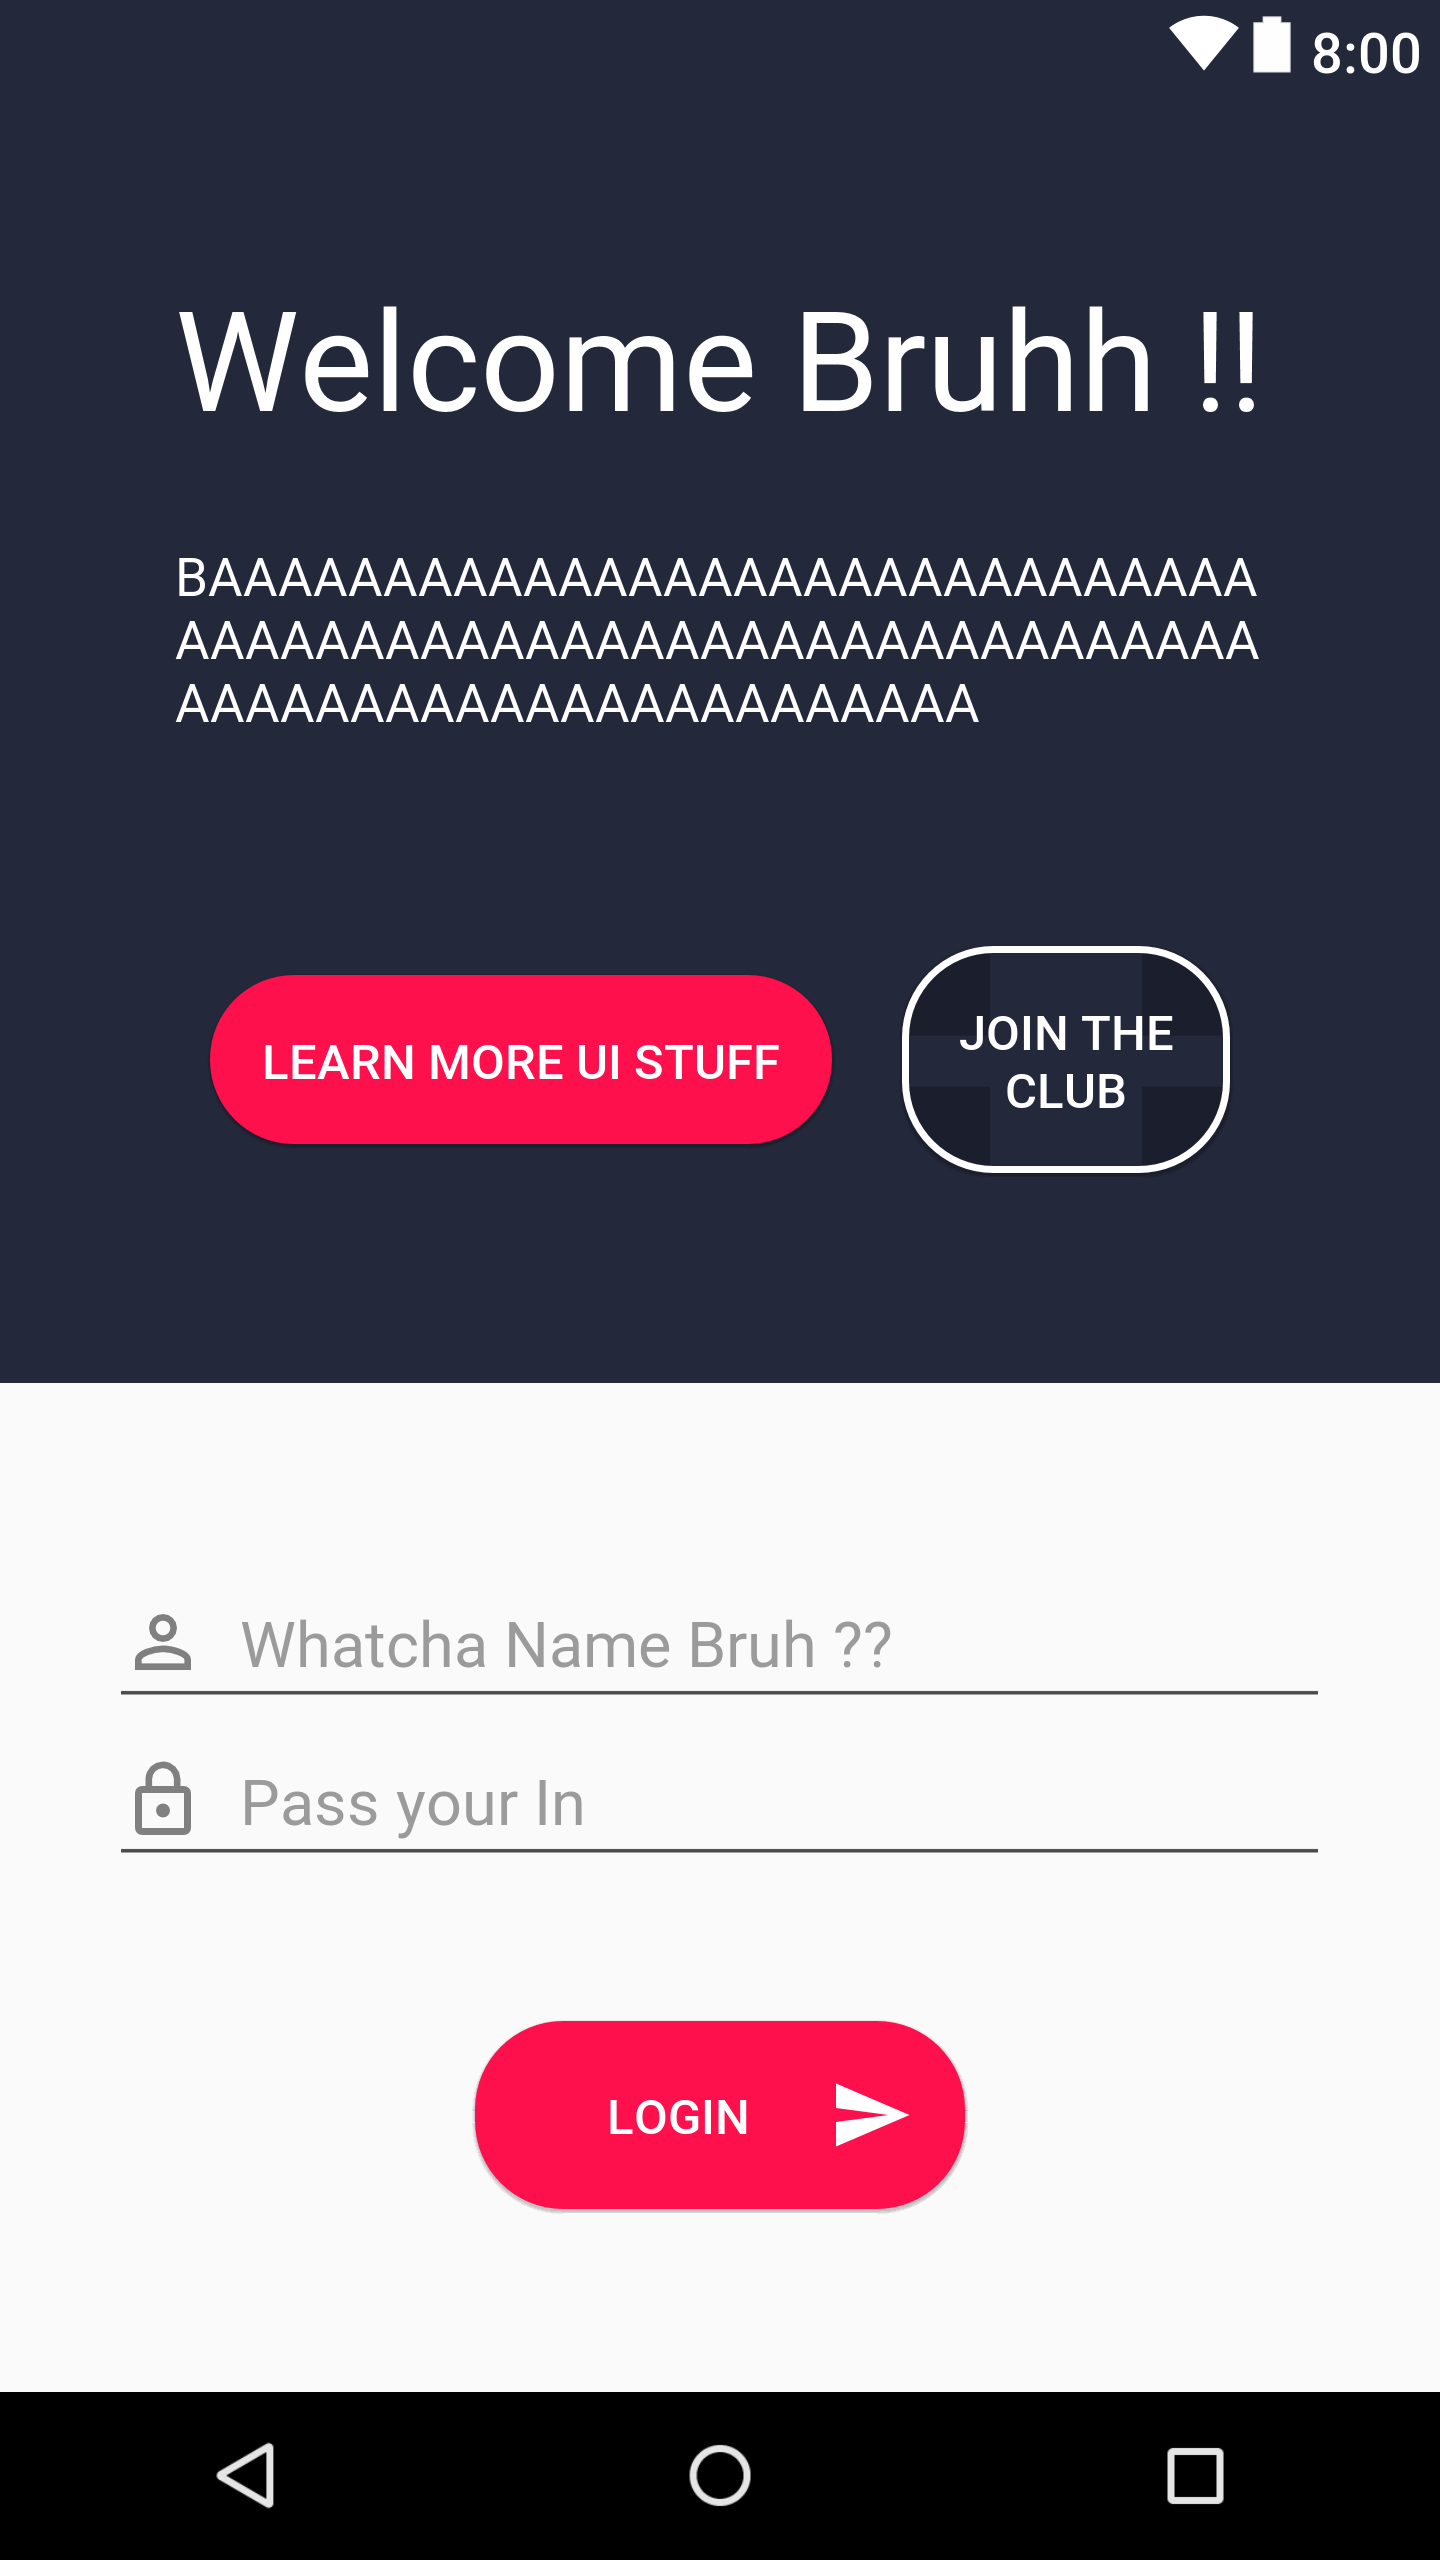 8:00
Welcome Bruhh !!
BAAAAAAAAAAAAAAAAAAAAAAAAAAAAAA
AAAAAAAAAAAAAAAAAAAAAAAAAAAAAAA
AAAAAAAAAAAAAAAAAAAAAAA
LEARN MORE UI STUFF
JOIN THE
CLUB
Whatcha Name Bruh ??
Pass your In
LOGIN